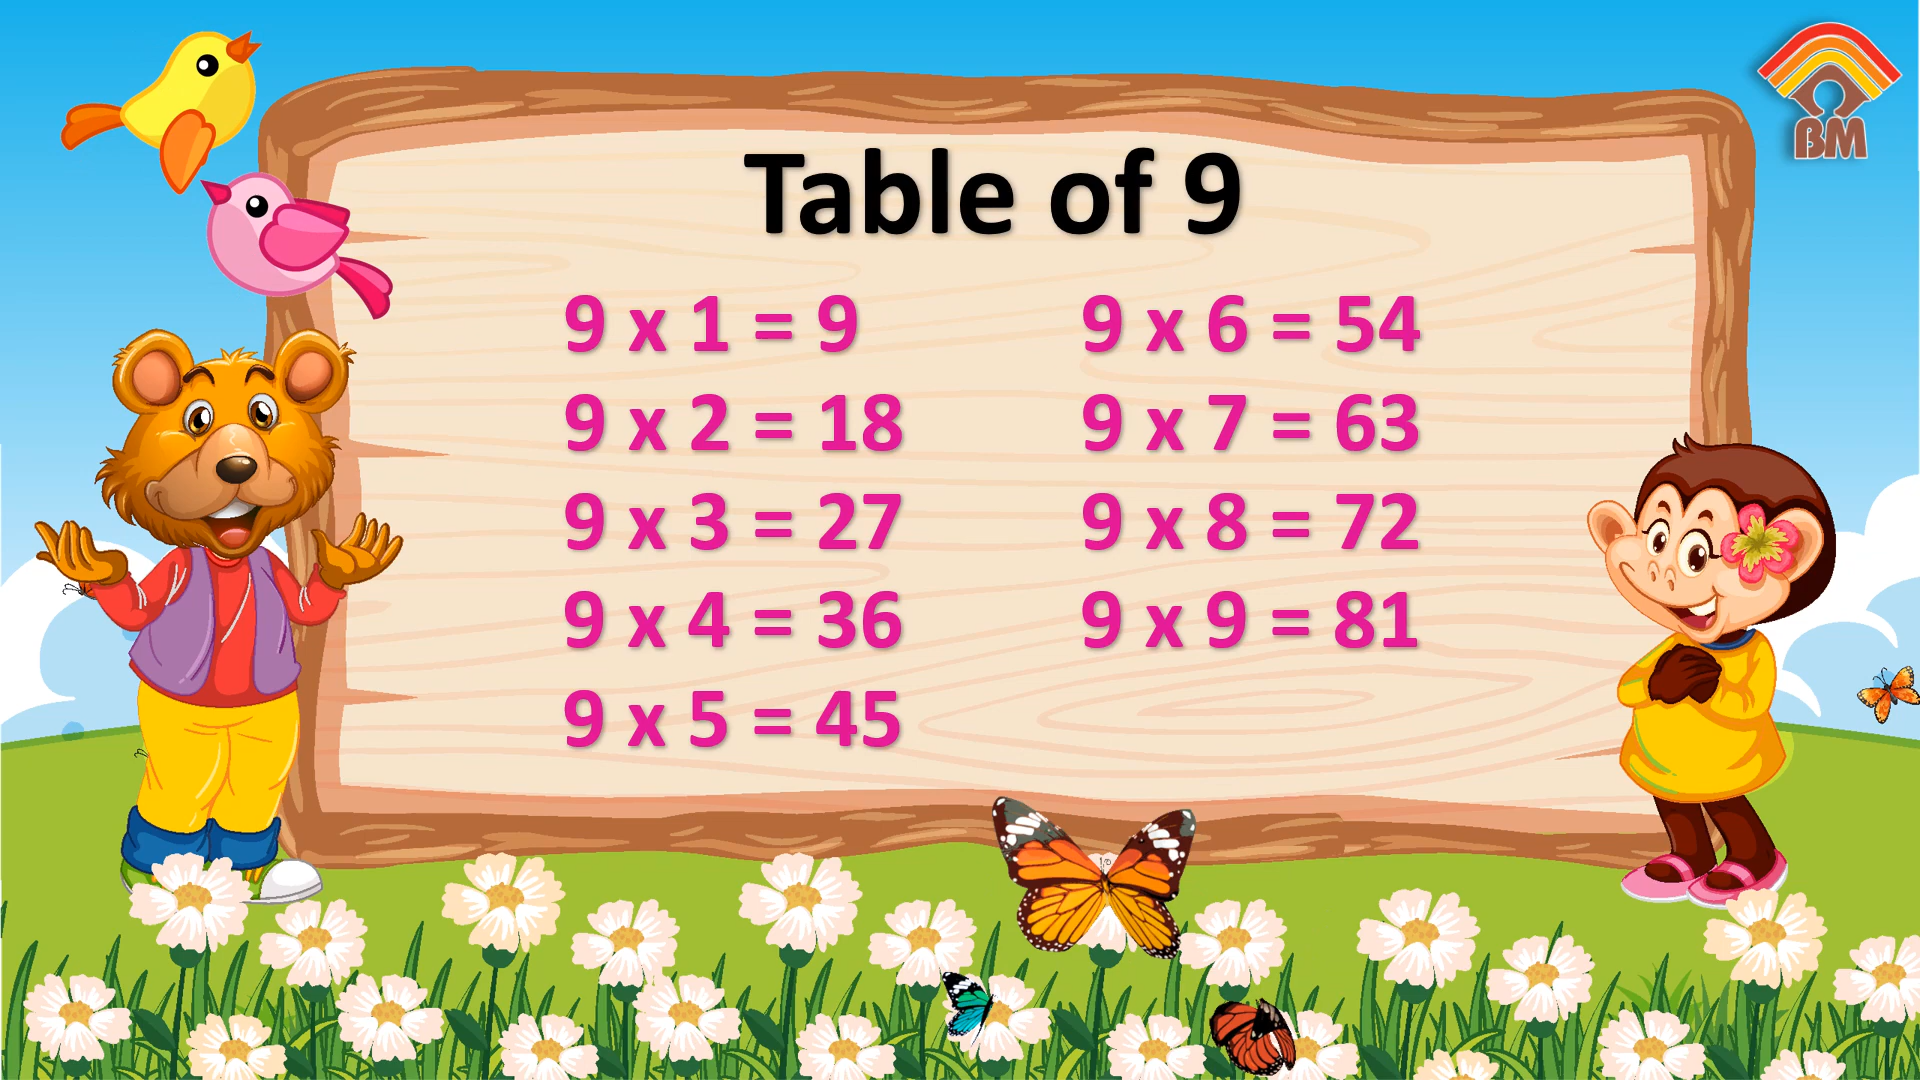 BM
Table of 9
9 x 1 = 9
9 x 2 = 18
9 x 3 = 27
9 x 4 = 36
9 x 5 = 45
9 x 6 = 54
9 x 7 = 63
9 x 8 = 72
9 x 9 = 81